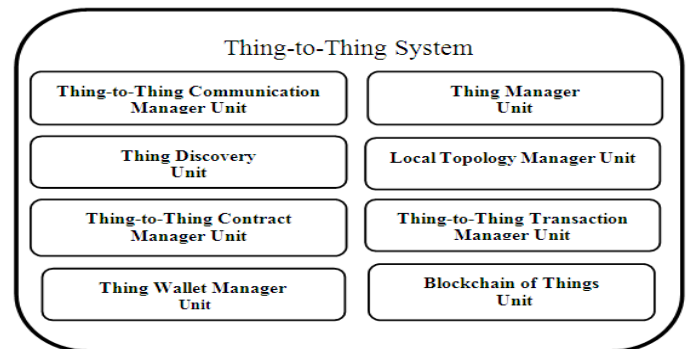 Thing-to-Thing System
Thing-to-Thing Communication
Manager Unit
Thing Manager
Unit
Thing Discovery
Unit
Local Topology Manager Unit
Thing-to-Thing Contract
Manager Unit
Thing-to-Thing Transaction
Manager Unit
Thing Wallet Manager
Unit
Blockchain of Things
Unit